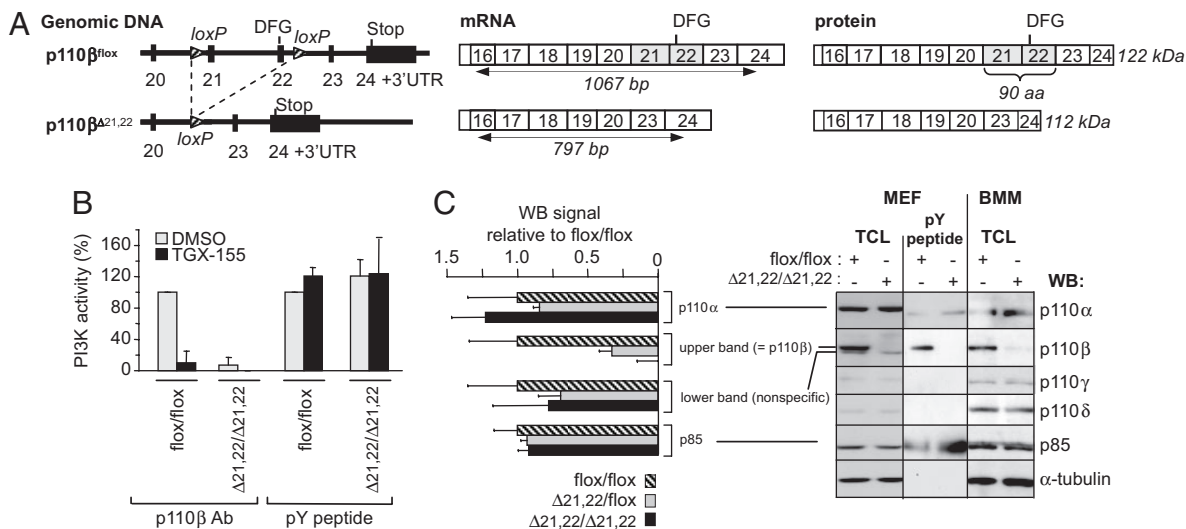 A
Genomic DNA
p110βflox
loxP
DFG
loxP
Stop
20 21 22 23 24 +3'UTR
p110βΔ21,22
loxP
Stop
20 23 24 +3'UTR
mRNA
DFG
16 17 18 19 20 21 22 23 24
1067 bp
16 17 18 19 20 23 24
797 bp
protein
DFG
16 17 18 19 20 21 22 23 24 122 kDa
90 aa
16 17 18 19 20 23 24 112 kDa
B
PI3K activity (%)
160
120
80
40
0
DMSO
TGX-155
flox/flox
Δ21,22/Δ21,22
flox/flox
Δ21,22/Δ21,22
p110β Ab
pY peptide
C
WB signal
relative to flox/flox
1.5 1.0 0.5 0
p110α
upper band (= p110β)
lower band (nonspecific)
p85
flox/flox
Δ21,22/flox
Δ21,22/Δ21,22
MEF BMM
TCL pY peptide TCL
flox/flox : + - + - + -
Δ21,22/Δ21,22 : - + - + - +
WB:
p110α
p110β
p110γ
p110δ
p85
α-tubulin